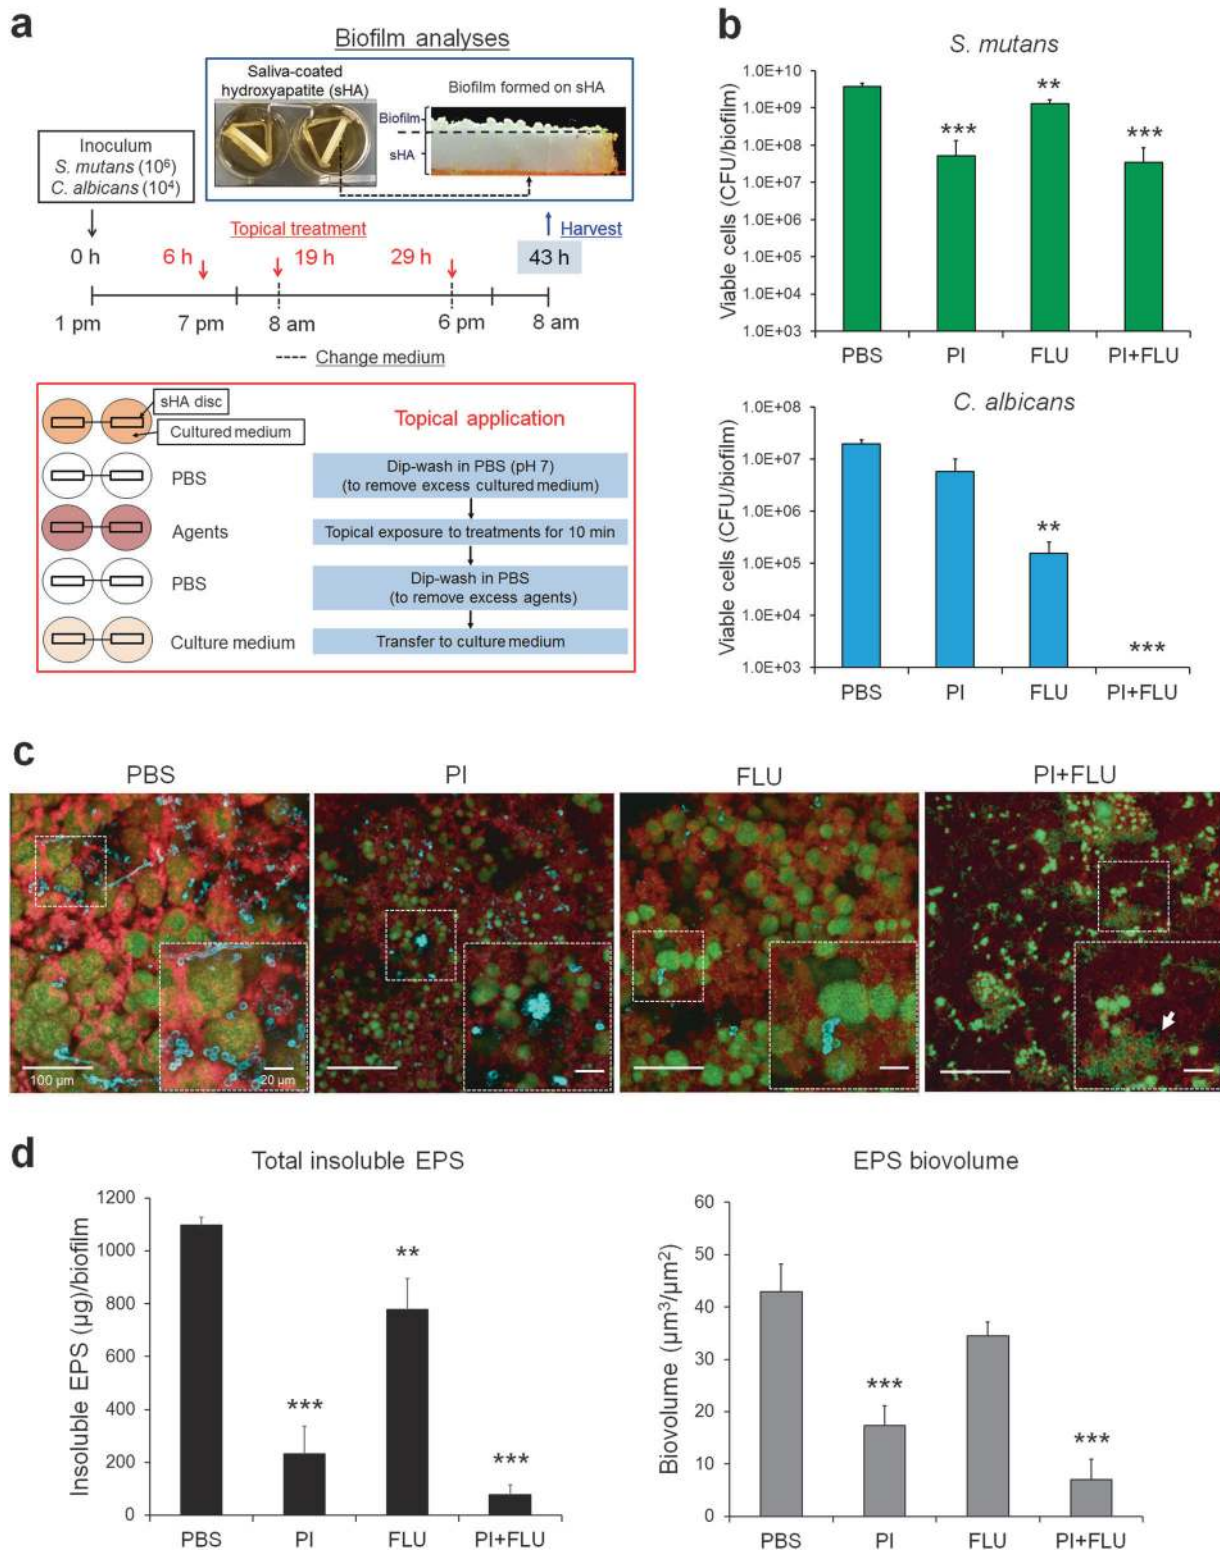 a
Biofilm analyses
Saliva-coated
hydroxyapatite (sHA)
Biofilm formed on sHA
Biofilm
sHA
Inoculum
S. mutans (10⁶)
C. albicans (10⁴)
Topical treatment
Harvest
0 h
6 h
19 h
29 h
43 h
1 pm
7 pm
8 am
6 pm
8 am
Change medium
sHA disc
Cultured medium
Topical application
PBS
Dip-wash in PBS (pH 7)
(to remove excess cultured medium)
Agents
Topical exposure to treatments for 10 min
PBS
Dip-wash in PBS
(to remove excess agents)
Culture medium
Transfer to culture medium
b
S. mutans
Viable cells (CFU/biofilm)
1.0E+10
1.0E+09
1.0E+08
1.0E+07
1.0E+06
1.0E+05
1.0E+04
1.0E+03
***
**
***
PBS
PI
FLU
PI+FLU
C. albicans
Viable cells (CFU/biofilm)
1.0E+08
1.0E+07
1.0E+06
1.0E+05
1.0E+04
1.0E+03
**
***
PBS
PI
FLU
PI+FLU
c
PBS
PI
FLU
PI+FLU
100 µm
20 µm
d
Total insoluble EPS
Insoluble EPS (µg)/biofilm
1200
1000
800
600
400
200
0
***
**
***
PBS
PI
FLU
PI+FLU
EPS biovolume
Biovolume (µm³/µm²)
60
50
40
30
20
10
0
***
***
PBS
PI
FLU
PI+FLU